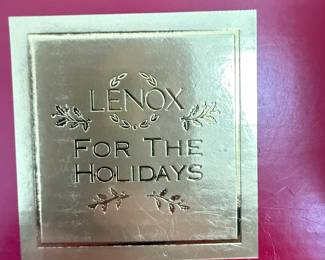 LENOX
FOR THE
HOLIDAYS